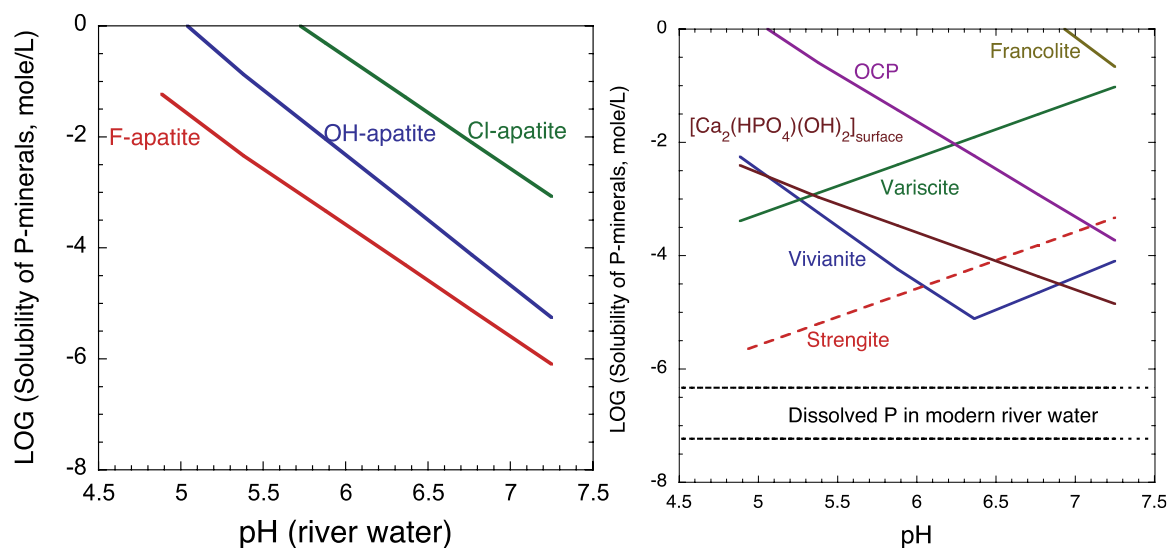 LOG (Solubility of P-minerals, mole/L)
0
-2
-4
-6
-8
F-apatite
OH-apatite
Cl-apatite
4.5 5 5.5 6 6.5 7 7.5
pH (river water)
LOG (Solubility of P-minerals, mole/L)
0
-2
-4
-6
-8
Francolite
OCP
[Ca2(HPO4)(OH)2]surface
Variscite
Vivianite
Strengite
Dissolved P in modern river water
4.5 5 5.5 6 6.5 7 7.5
pH